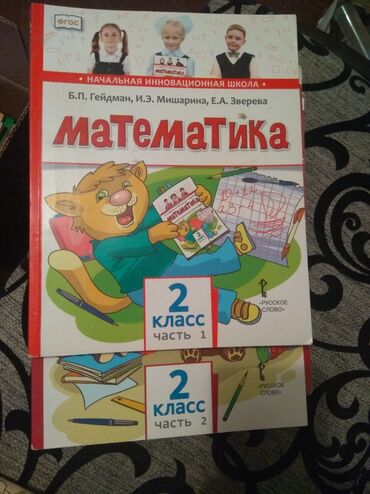 ФГОС
• НАЧАЛЬНАЯ ИННОВАЦИОННАЯ ШКОЛА •
Б.П. Гейдман, И.Э. Мишарина, Е.А. Зверева
МАТЕМАТИКА
МАТЕМАТИКА
2
КЛАСС
ЧАСТЬ 1
«РУССКОЕ
СЛОВО»
2
КЛАСС
ЧАСТЬ 2
«РУССКОЕ
СЛОВО»